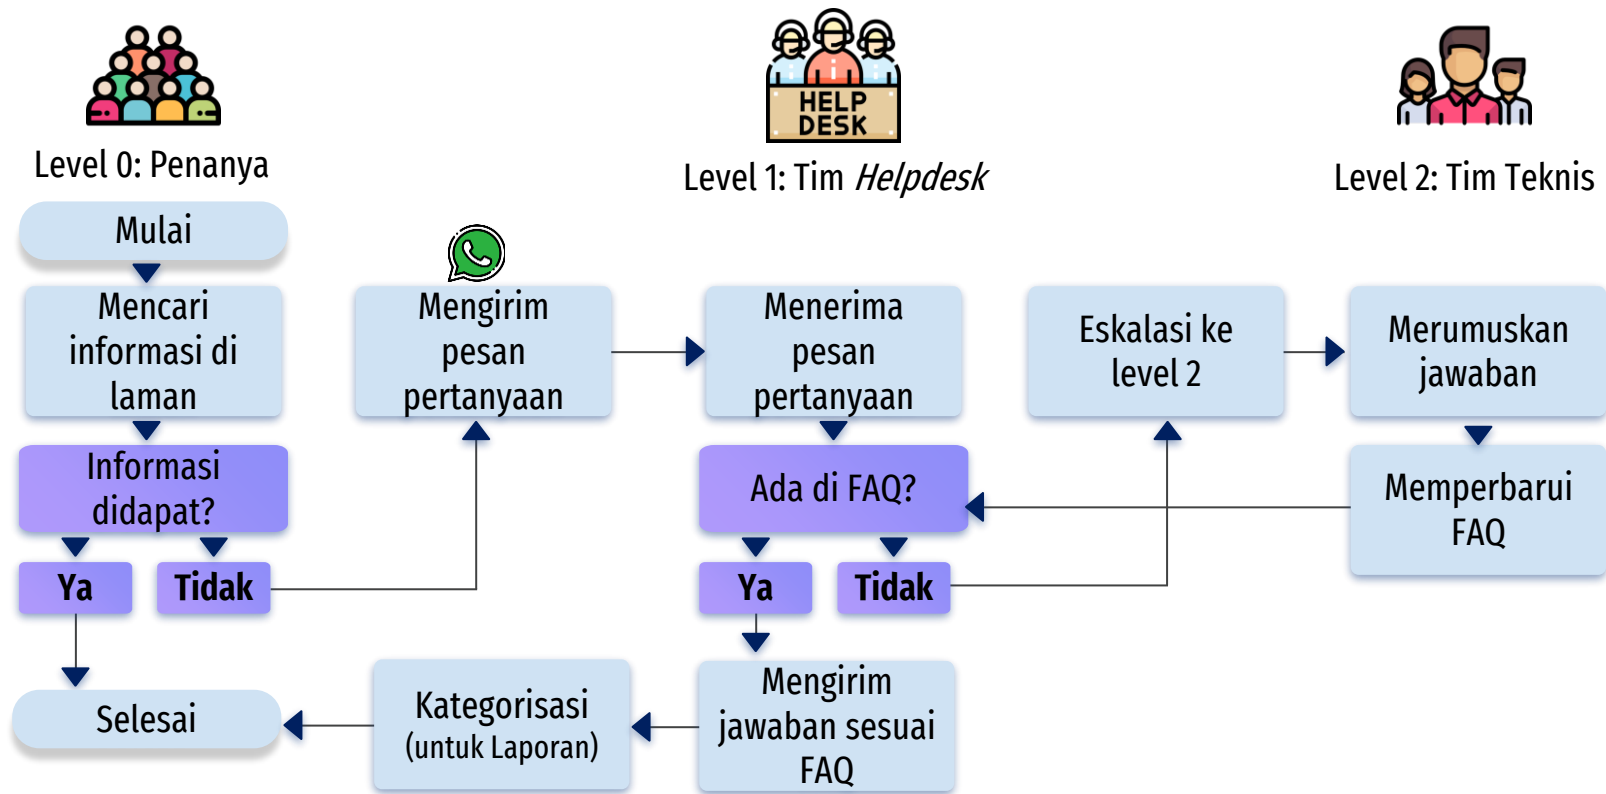 HELP
DESK
Level 0: Penanya
Level 1: Tim Helpdesk
Level 2: Tim Teknis
Mulai
Mencari
informasi di
laman
Informasi
didapat?
Ya
Tidak
Mengirim
pesan
pertanyaan
Menerima
pesan
pertanyaan
Ada di FAQ?
Ya
Tidak
Eskalasi ke
level 2
Merumuskan
jawaban
Memperbarui
FAQ
Mengirim
jawaban sesuai
FAQ
Kategorisasi
(untuk Laporan)
Selesai